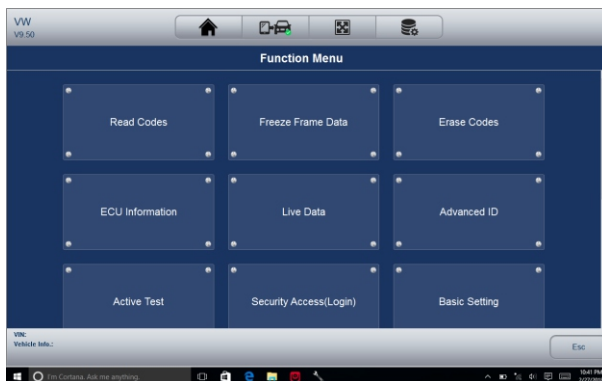 VW
V9.50
Function Menu
Read Codes
Freeze Frame Data
Erase Codes
ECU Information
Live Data
Advanced ID
Active Test
Security Access(Login)
Basic Setting
VIN:
Vehicle Info.:
Esc
I'm Cortana. Ask me anything.
10:41 PM